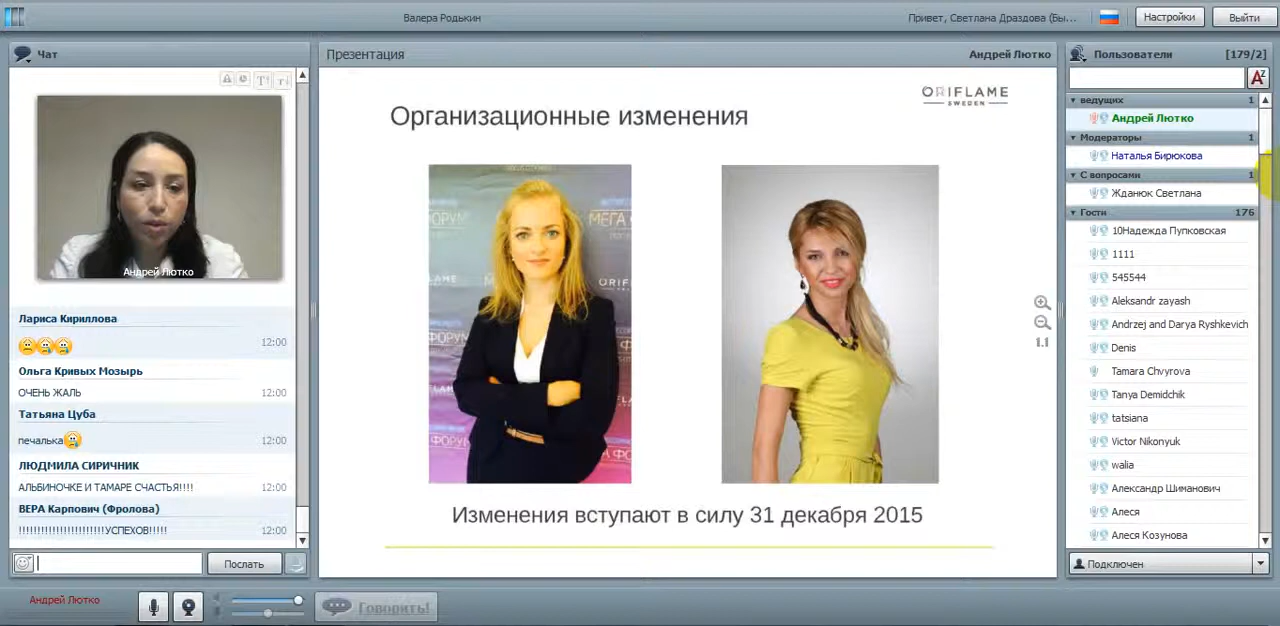 Валера Родькин
Привет, Светлана Драздова (Бы...
Настройки
Выйти
Чат
Андрей Лютко
Лариса Кириллова
12:00
Ольга Кривых Мозырь
ОЧЕНЬ ЖАЛЬ
12:00
Татьяна Цуба
печалька
12:00
ЛЮДМИЛА СИРИЧНИК
АЛЬБИНОЧКЕ И ТАМАРЕ СЧАСТЬЯ!!!!
12:00
ВЕРА Карпович (Фролова)
!!!!!!!!!!!!!!!!!!!!!!!!УСПЕХОВ!!!!!
12:00
Послать
Презентация
Андрей Лютко
ORIFLAME
SWEDEN
Организационные изменения
МЕГА
Изменения вступают в силу 31 декабря 2015
1.1
Пользователи
[179/2]
ведущих 1
Андрей Лютко
Модераторы 1
Наталья Бирюкова
С вопросами 1
Жданюк Светлана
Гости 176
10Надежда Пупковская
1111
545544
Aleksandr zayash
Andrzej and Darya Ryshkevich
Denis
Tamara Chvyrova
Tanya Demidchik
tatsiana
Victor Nikonyuk
walia
Александр Шиманович
Алеся
Алеся Козунова
Подключен
Андрей Лютко
Говорить!